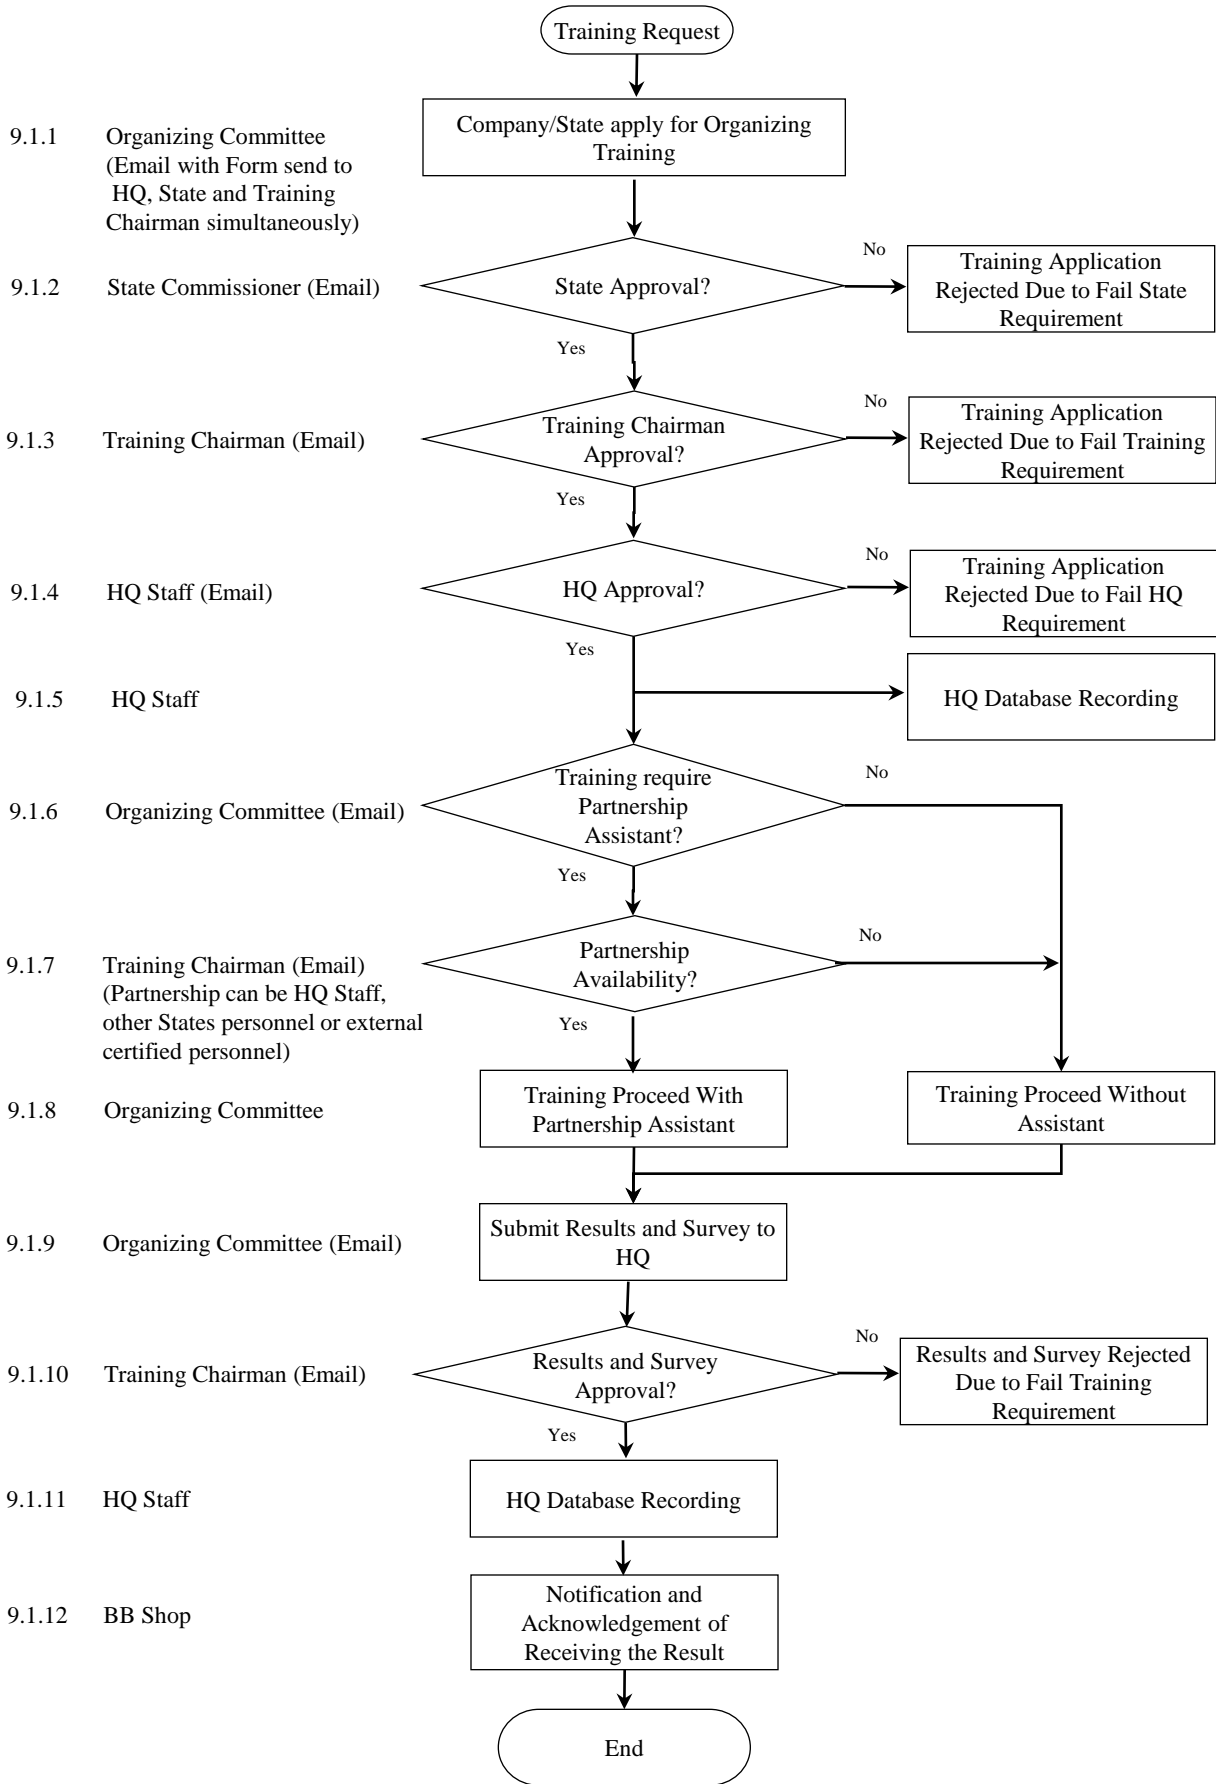 Training Request
9.1.1
Organizing Committee
(Email with Form send to
HQ, State and Training
Chairman simultaneously)
Company/State apply for Organizing
Training
9.1.2
State Commissioner (Email)
State Approval?
No
Training Application
Rejected Due to Fail State
Requirement
Yes
9.1.3
Training Chairman (Email)
Training Chairman
Approval?
No
Training Application
Rejected Due to Fail Training
Requirement
Yes
9.1.4
HQ Staff (Email)
HQ Approval?
No
Training Application
Rejected Due to Fail HQ
Requirement
Yes
9.1.5
HQ Staff
HQ Database Recording
9.1.6
Organizing Committee (Email)
Training require
Partnership
Assistant?
No
Yes
9.1.7
Training Chairman (Email)
(Partnership can be HQ Staff,
other States personnel or external
certified personnel)
Partnership
Availability?
No
Yes
9.1.8
Organizing Committee
Training Proceed With
Partnership Assistant
Training Proceed Without
Assistant
9.1.9
Organizing Committee (Email)
Submit Results and Survey to
HQ
9.1.10
Training Chairman (Email)
Results and Survey
Approval?
No
Results and Survey Rejected
Due to Fail Training
Requirement
Yes
9.1.11
HQ Staff
HQ Database Recording
9.1.12
BB Shop
Notification and
Acknowledgement of
Receiving the Result
End